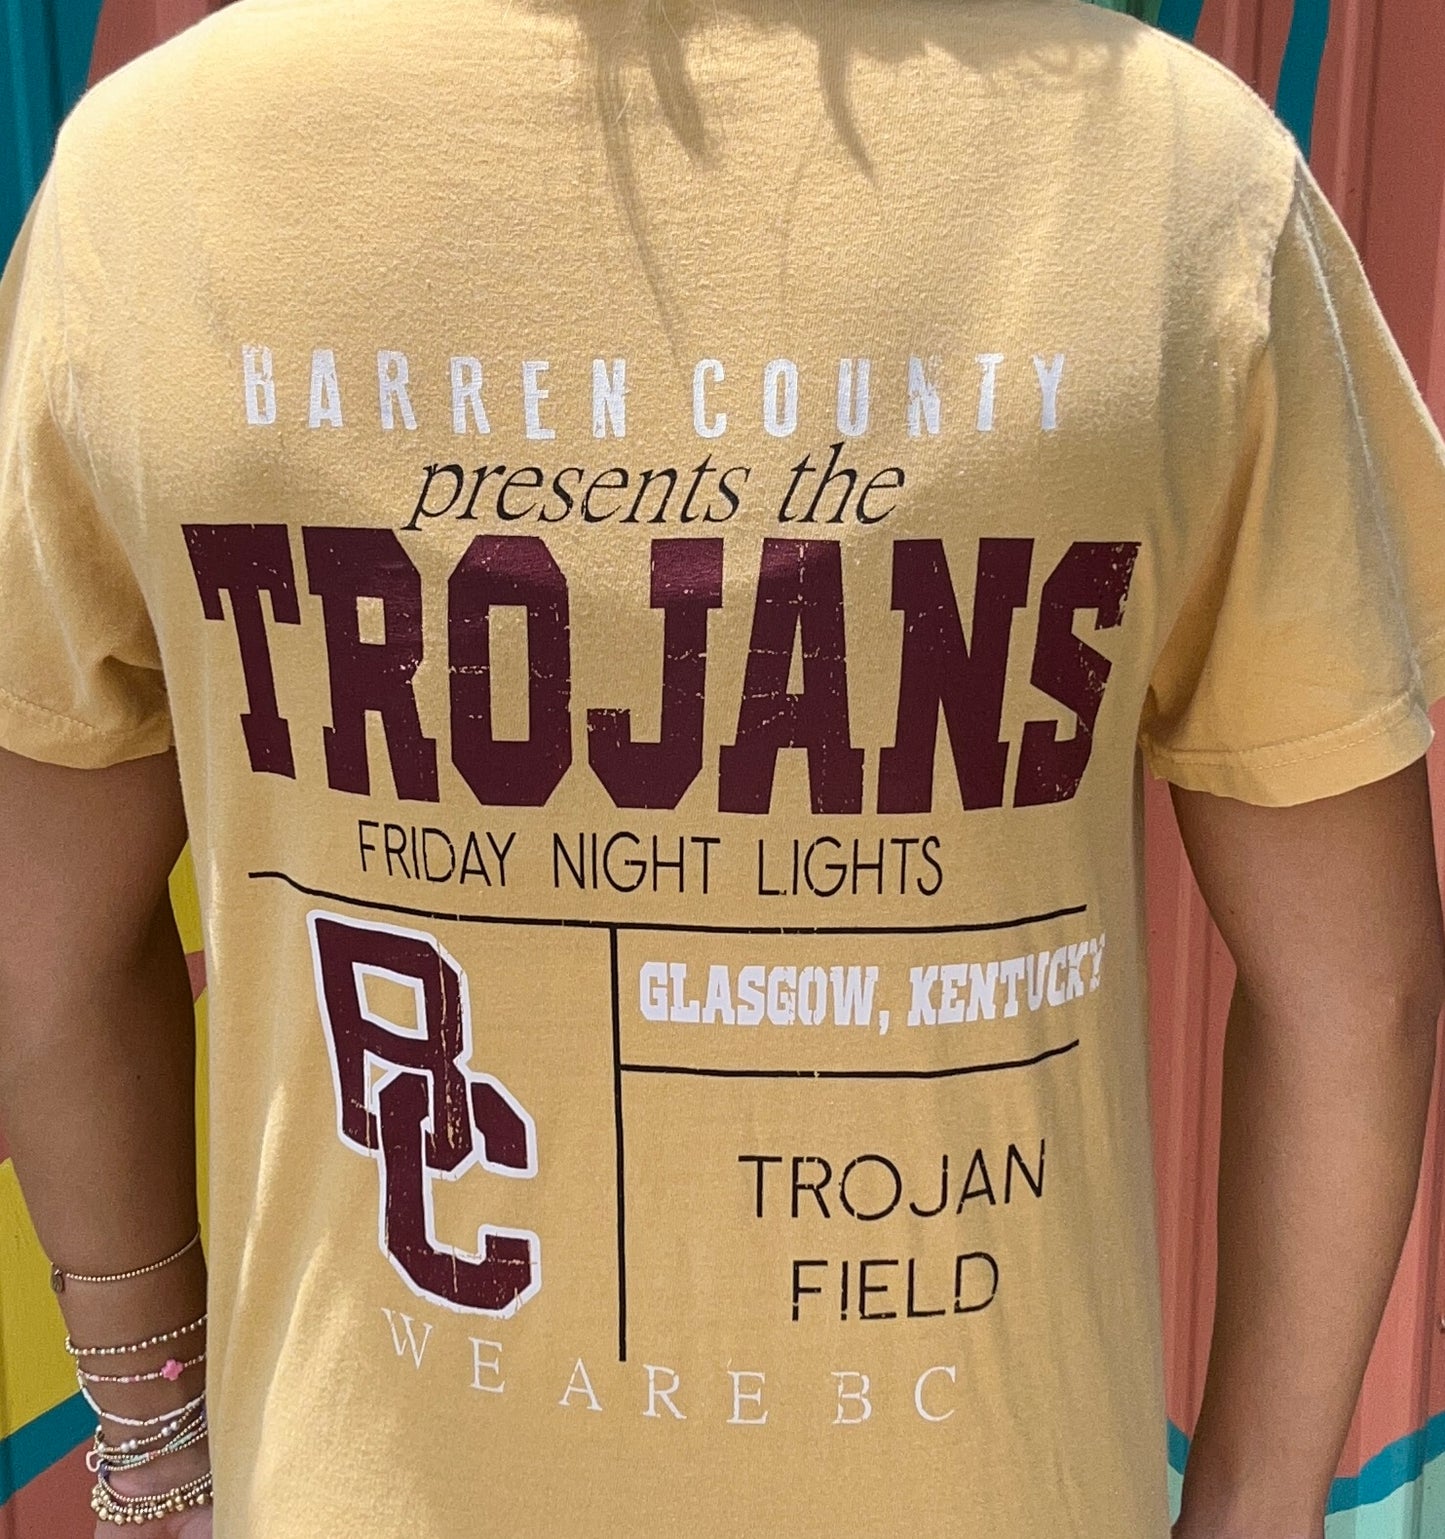 BARREN COUNTY
presents the
TROJANS
FRIDAY NIGHT LIGHTS
BC
GLASGOW, KENTUCKY
TROJAN
FIELD
WE ARE BC